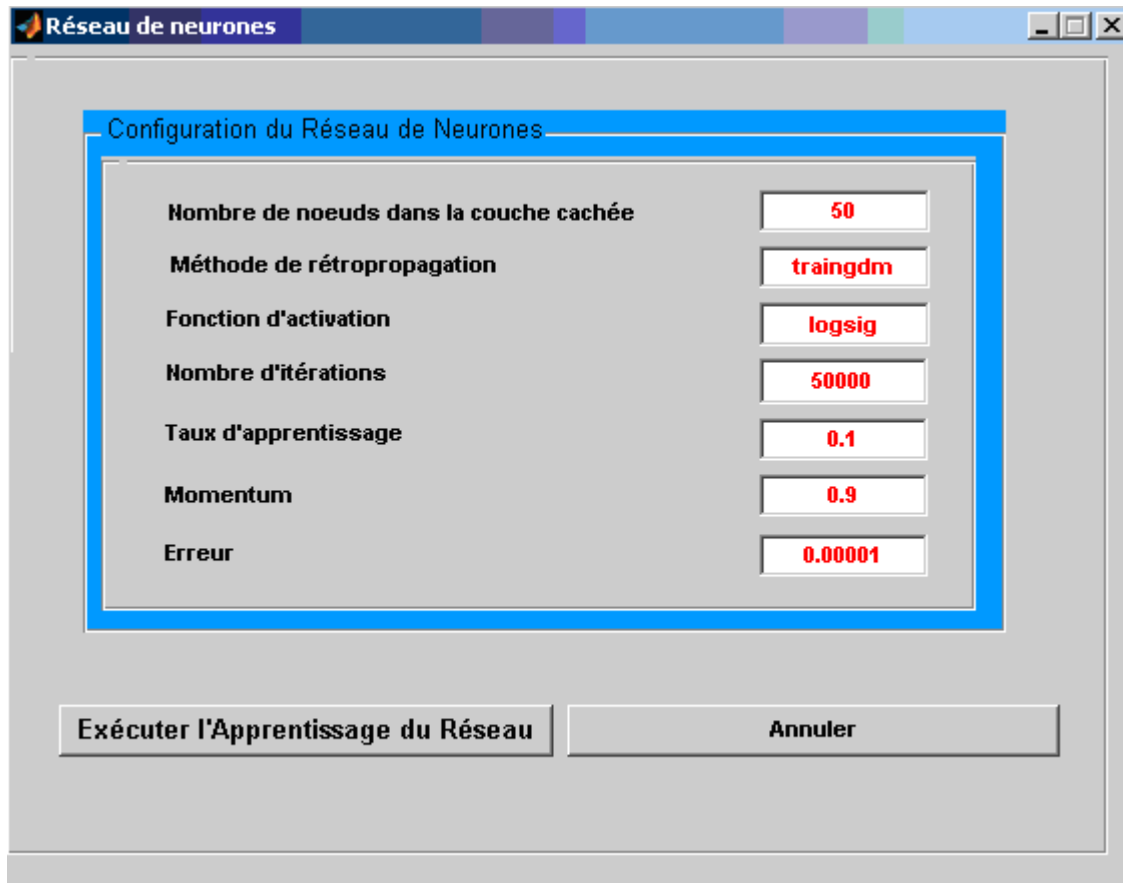 Réseau de neurones
Configuration du Réseau de Neurones
Nombre de noeuds dans la couche cachée 50
Méthode de rétropropagation traingdm
Fonction d'activation logsig
Nombre d'itérations 50000
Taux d'apprentissage 0.1
Momentum 0.9
Erreur 0.00001
Exécuter l'Apprentissage du Réseau Annuler